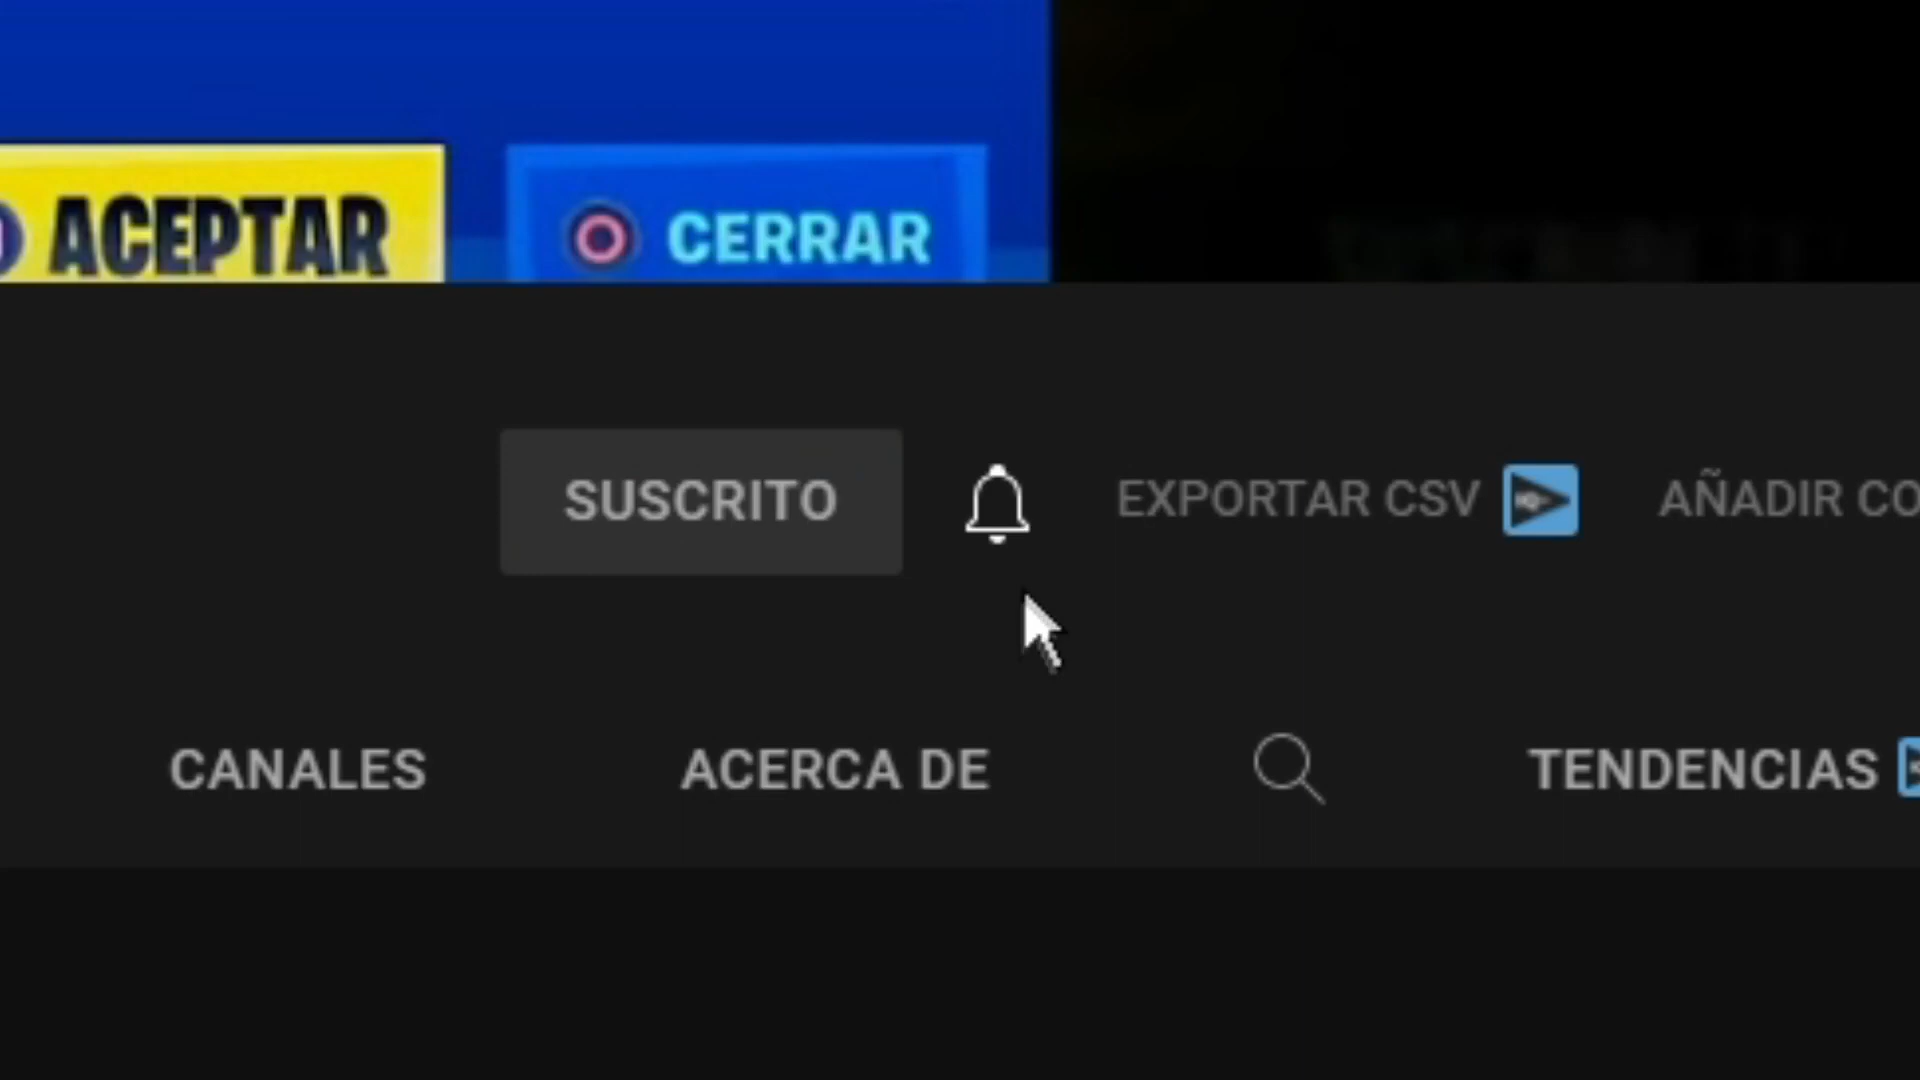 ACEPTAR CERRAR
SUSCRITO EXPORTAR CSV AÑADIR CO
CANALES ACERCA DE TENDENCIAS